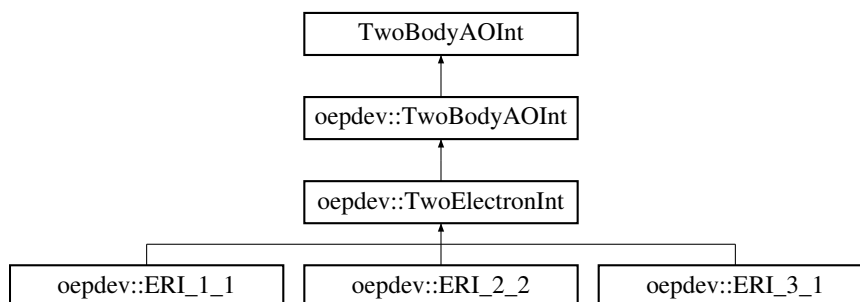 TwoBodyAOInt
oepdev::TwoBodyAOInt
oepdev::TwoElectronInt
oepdev::ERI_1_1
oepdev::ERI_2_2
oepdev::ERI_3_1